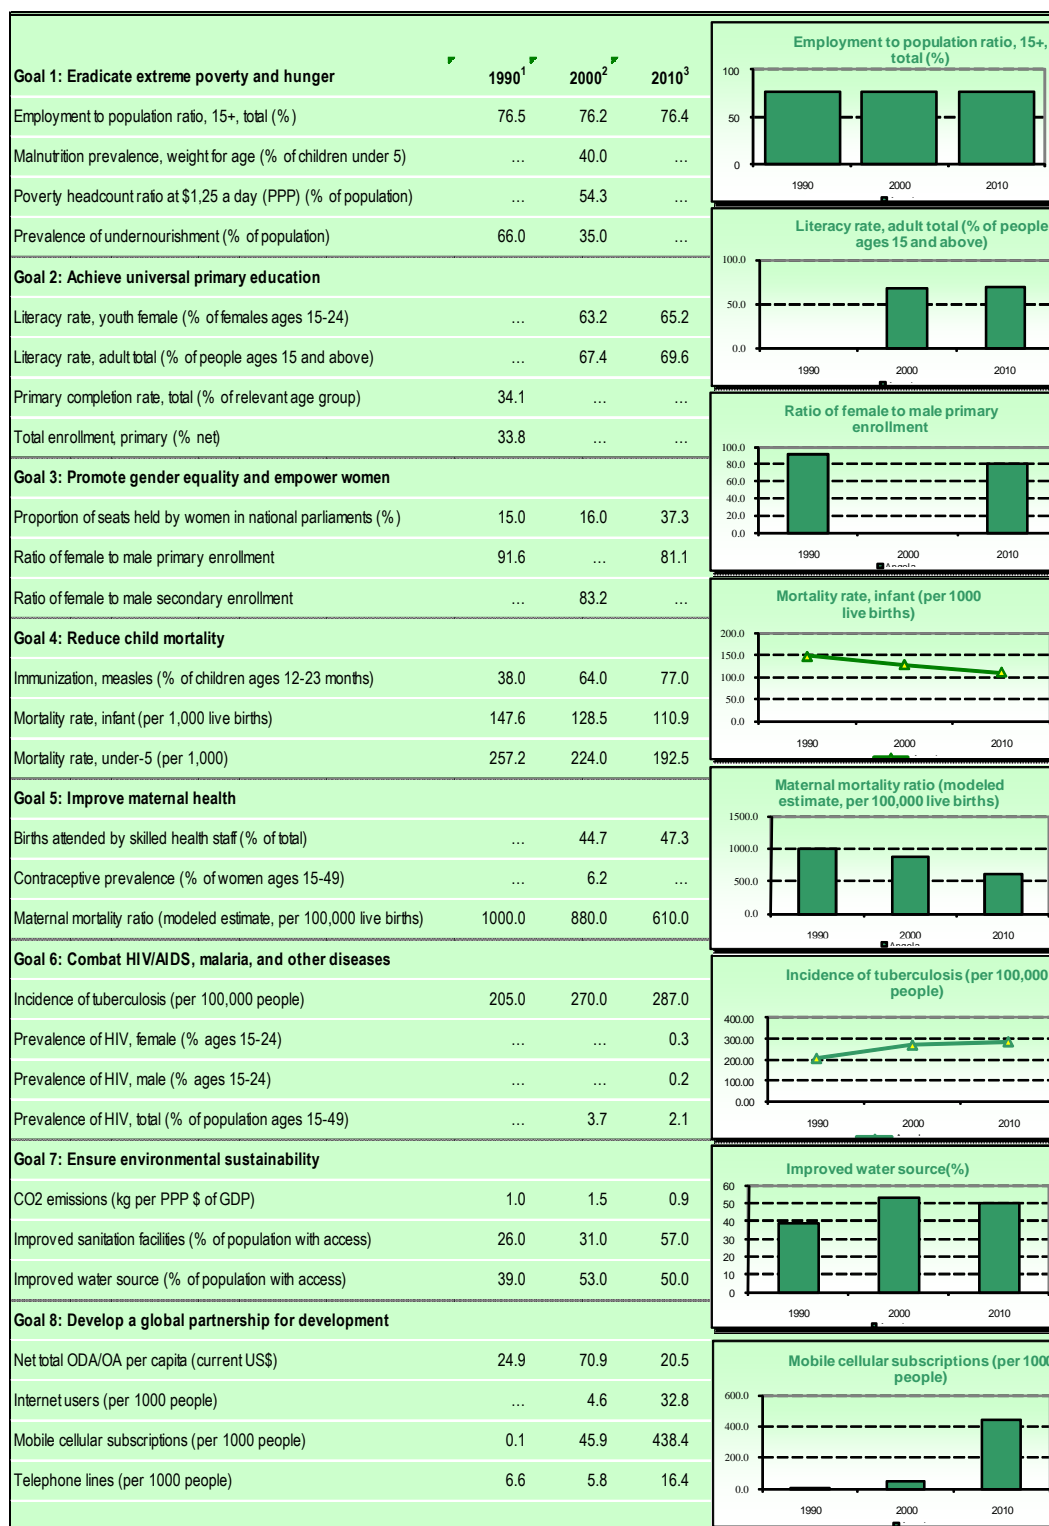 Goal 1: Eradicate extreme poverty and hunger 1990¹ 2000² 2010³
Employment to population ratio, 15+, total (%) 76.5 76.2 76.4
Malnutrition prevalence, weight for age (% of children under 5) … 40.0 …
Poverty headcount ratio at $1,25 a day (PPP) (% of population) … 54.3 …
Prevalence of undernourishment (% of population) 66.0 35.0 …
Goal 2: Achieve universal primary education
Literacy rate, youth female (% of females ages 15-24) … 63.2 65.2
Literacy rate, adult total (% of people ages 15 and above) … 67.4 69.6
Primary completion rate, total (% of relevant age group) 34.1 … …
Total enrollment, primary (% net) 33.8 … …
Goal 3: Promote gender equality and empower women
Proportion of seats held by women in national parliaments (%) 15.0 16.0 37.3
Ratio of female to male primary enrollment 91.6 … 81.1
Ratio of female to male secondary enrollment … 83.2 …
Goal 4: Reduce child mortality
Immunization, measles (% of children ages 12-23 months) 38.0 64.0 77.0
Mortality rate, infant (per 1,000 live births) 147.6 128.5 110.9
Mortality rate, under-5 (per 1,000) 257.2 224.0 192.5
Goal 5: Improve maternal health
Births attended by skilled health staff (% of total) … 44.7 47.3
Contraceptive prevalence (% of women ages 15-49) … 6.2 …
Maternal mortality ratio (modeled estimate, per 100,000 live births) 1000.0 880.0 610.0
Goal 6: Combat HIV/AIDS, malaria, and other diseases
Incidence of tuberculosis (per 100,000 people) 205.0 270.0 287.0
Prevalence of HIV, female (% ages 15-24) … … 0.3
Prevalence of HIV, male (% ages 15-24) … … 0.2
Prevalence of HIV, total (% of population ages 15-49) … 3.7 2.1
Goal 7: Ensure environmental sustainability
CO2 emissions (kg per PPP $ of GDP) 1.0 1.5 0.9
Improved sanitation facilities (% of population with access) 26.0 31.0 57.0
Improved water source (% of population with access) 39.0 53.0 50.0
Goal 8: Develop a global partnership for development
Net total ODA/OA per capita (current US$) 24.9 70.9 20.5
Internet users (per 1000 people) … 4.6 32.8
Mobile cellular subscriptions (per 1000 people) 0.1 45.9 438.4
Telephone lines (per 1000 people) 6.6 5.8 16.4
Employment to population ratio, 15+,
total (%)
100
50
0
1990 2000 2010
Literacy rate, adult total (% of people
ages 15 and above)
100.0
50.0
0.0
1990 2000 2010
Ratio of female to male primary
enrollment
100.0
80.0
60.0
40.0
20.0
0.0
1990 2000 2010
Angola
Mortality rate, infant (per 1000
live births)
200.0
150.0
100.0
50.0
0.0
1990 2000 2010
Maternal mortality ratio (modeled
estimate, per 100,000 live births)
1500.0
1000.0
500.0
0.0
1990 2000 2010
Angola
Incidence of tuberculosis (per 100,000
people)
400.00
300.00
200.00
100.00
0.00
1990 2000 2010
Improved water source(%)
60
50
40
30
20
10
0
1990 2000 2010
Mobile cellular subscriptions (per 1000
people)
600.0
400.0
200.0
0.0
1990 2000 2010